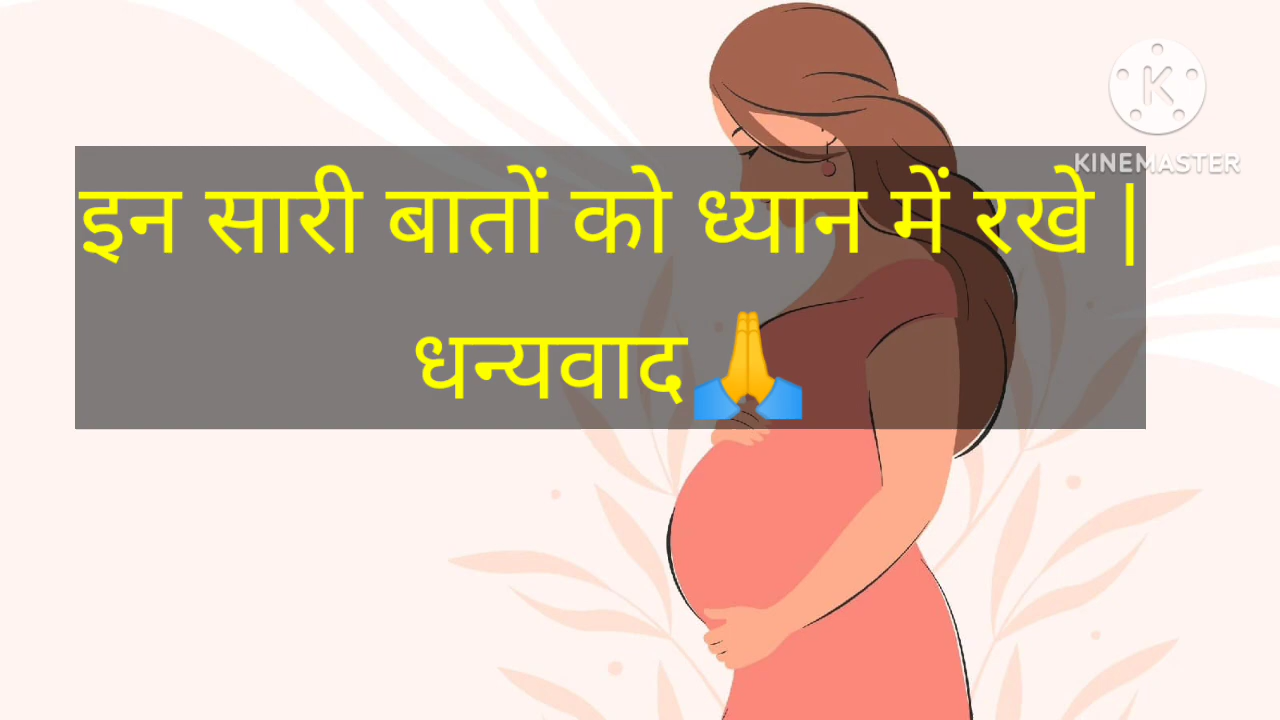 इन सारी बातों को ध्यान में रखे |
धन्यवाद🙏
K
KINEMASTER